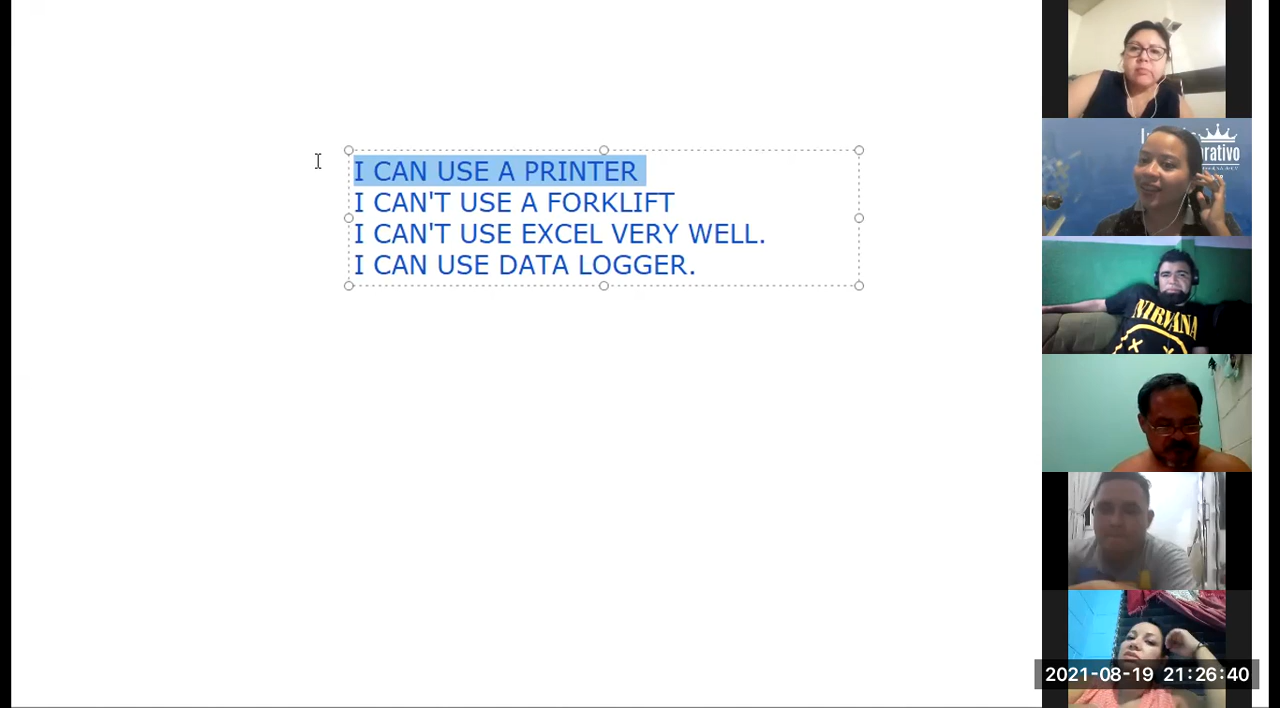 I CAN USE A PRINTER
I CAN'T USE A FORKLIFT
I CAN'T USE EXCEL VERY WELL.
I CAN USE DATA LOGGER.
NIRVANA
2021-08-19 21:26:40